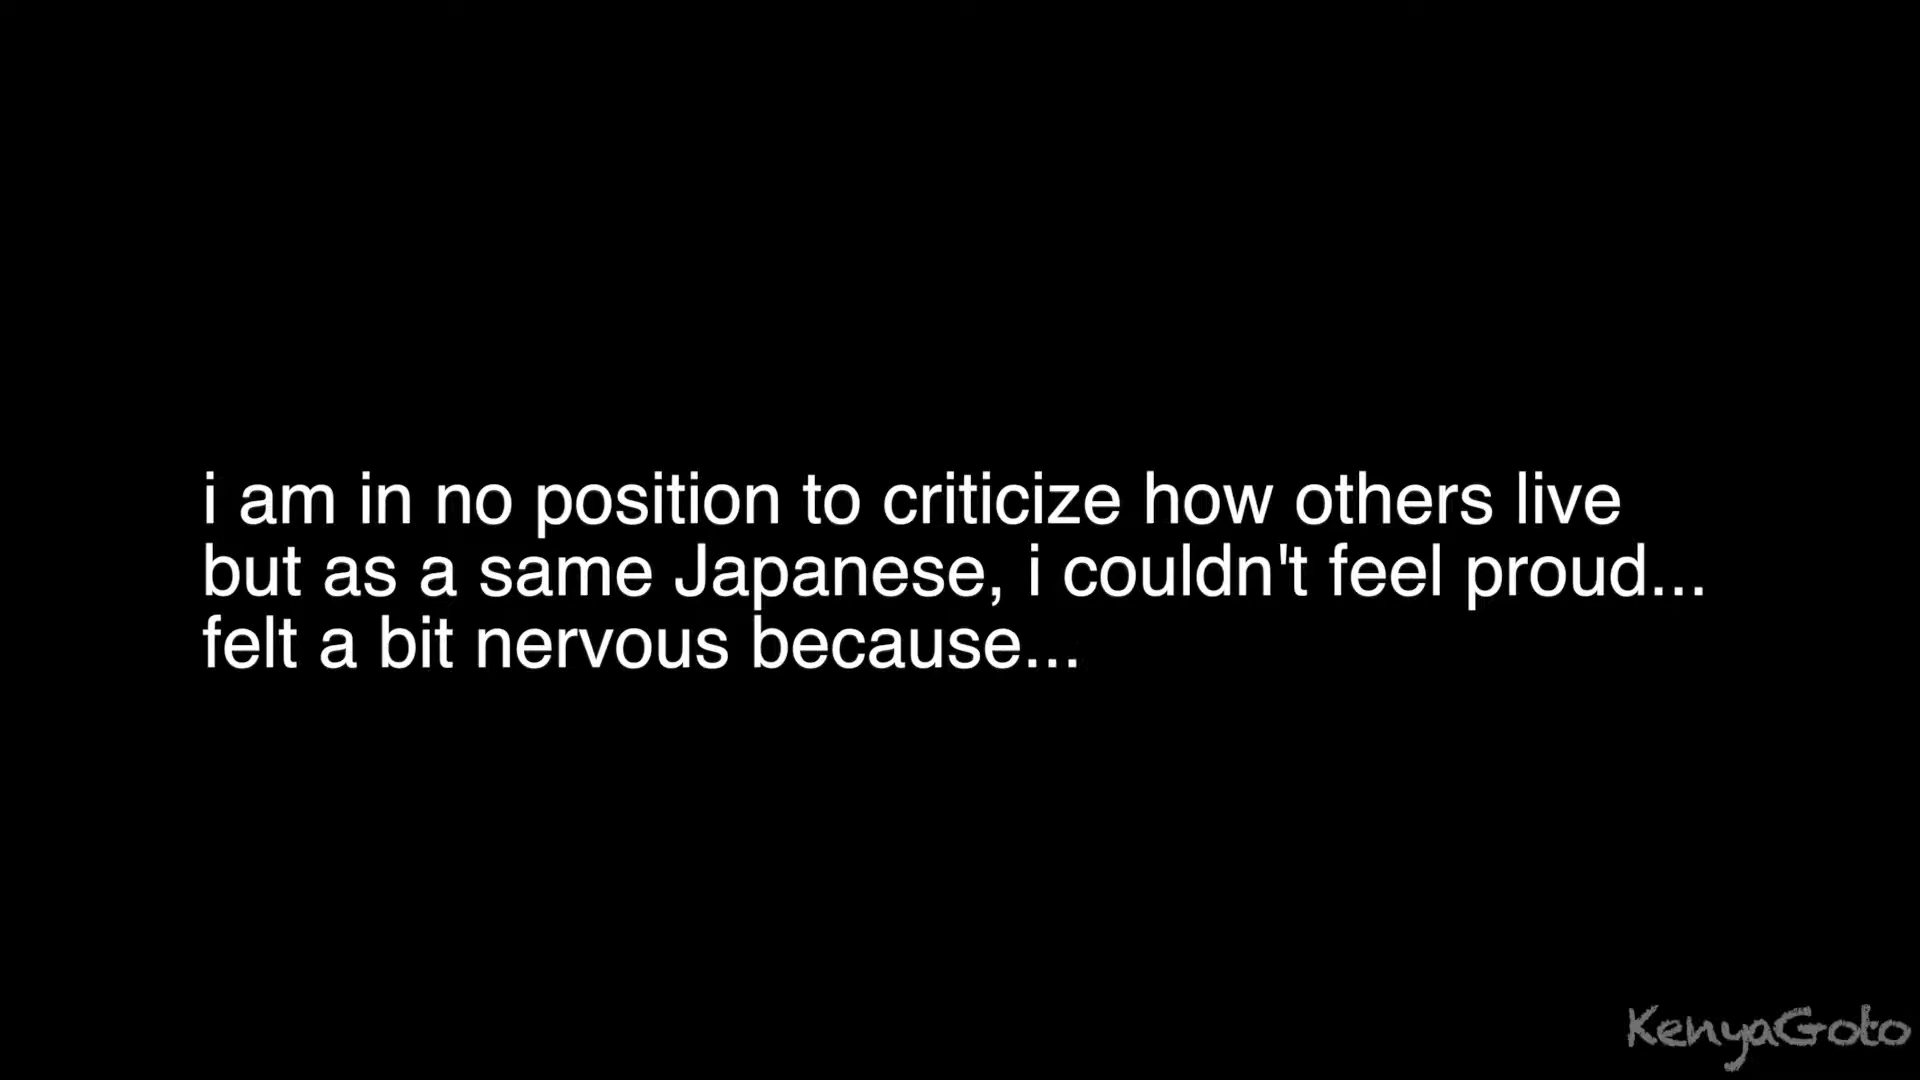 i am in no position to criticize how others live
but as a same Japanese, i couldn't feel proud...
felt a bit nervous because...
KenyaGoto